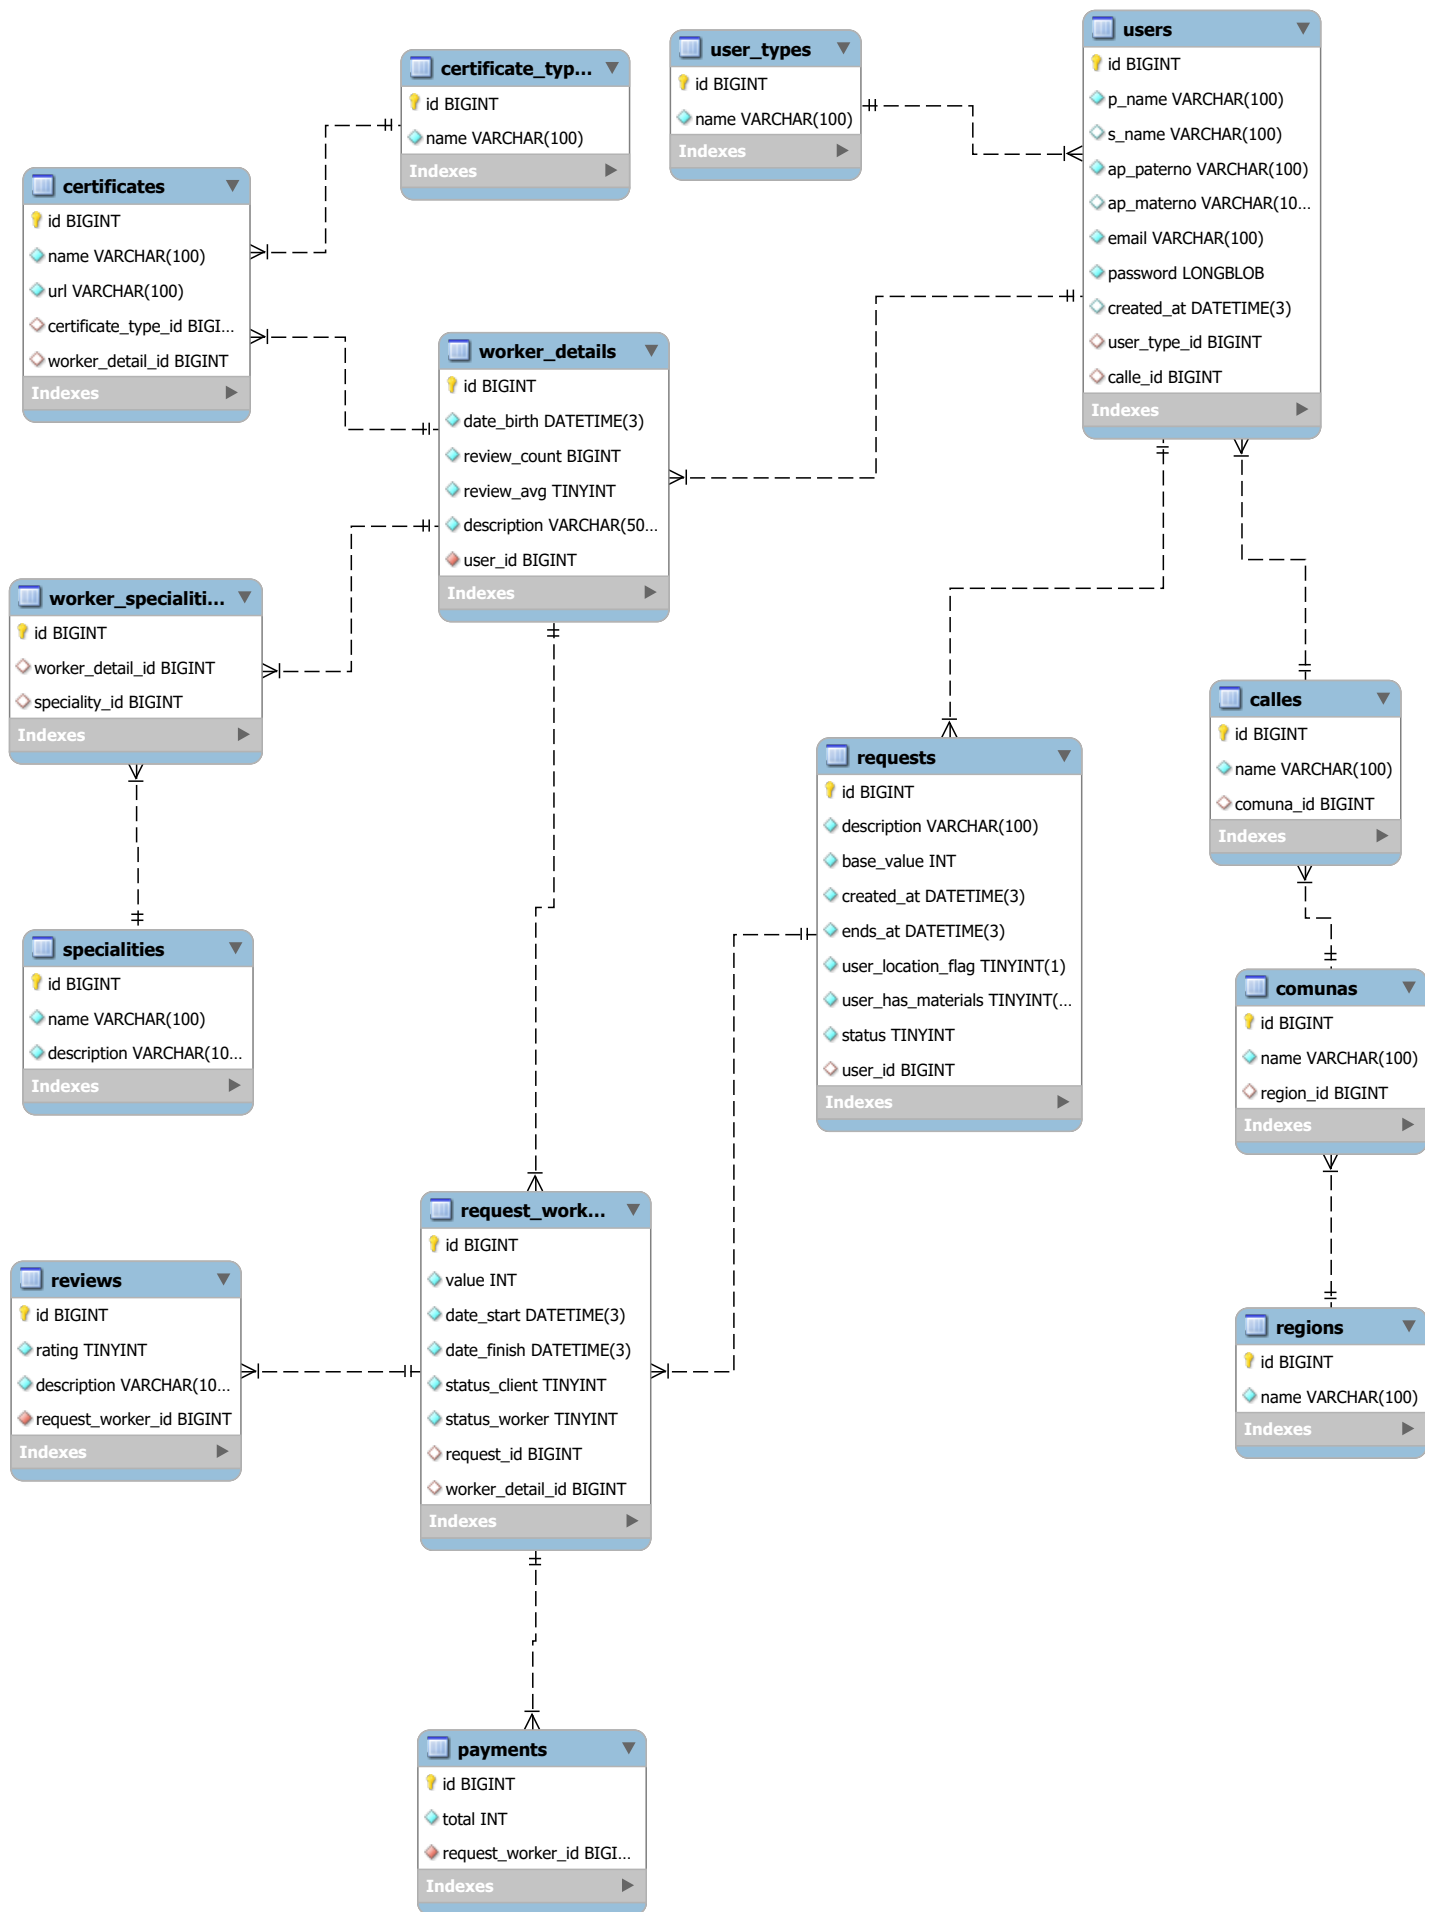 certificate_typ...
id BIGINT
name VARCHAR(100)
Indexes
user_types
id BIGINT
name VARCHAR(100)
Indexes
users
id BIGINT
p_name VARCHAR(100)
s_name VARCHAR(100)
ap_paterno VARCHAR(100)
ap_materno VARCHAR(10...
email VARCHAR(100)
password LONGBLOB
created_at DATETIME(3)
user_type_id BIGINT
calle_id BIGINT
Indexes
certificates
id BIGINT
name VARCHAR(100)
url VARCHAR(100)
certificate_type_id BIGI...
worker_detail_id BIGINT
Indexes
worker_details
id BIGINT
date_birth DATETIME(3)
review_count BIGINT
review_avg TINYINT
description VARCHAR(50...
user_id BIGINT
Indexes
worker_specialiti...
id BIGINT
worker_detail_id BIGINT
speciality_id BIGINT
Indexes
calles
id BIGINT
name VARCHAR(100)
comuna_id BIGINT
Indexes
requests
id BIGINT
description VARCHAR(100)
base_value INT
created_at DATETIME(3)
ends_at DATETIME(3)
user_location_flag TINYINT(1)
user_has_materials TINYINT(...
status TINYINT
user_id BIGINT
Indexes
specialities
id BIGINT
name VARCHAR(100)
description VARCHAR(10...
Indexes
comunas
id BIGINT
name VARCHAR(100)
region_id BIGINT
Indexes
request_work...
id BIGINT
value INT
date_start DATETIME(3)
date_finish DATETIME(3)
status_client TINYINT
status_worker TINYINT
request_id BIGINT
worker_detail_id BIGINT
Indexes
reviews
id BIGINT
rating TINYINT
description VARCHAR(10...
request_worker_id BIGINT
Indexes
regions
id BIGINT
name VARCHAR(100)
Indexes
payments
id BIGINT
total INT
request_worker_id BIGI...
Indexes